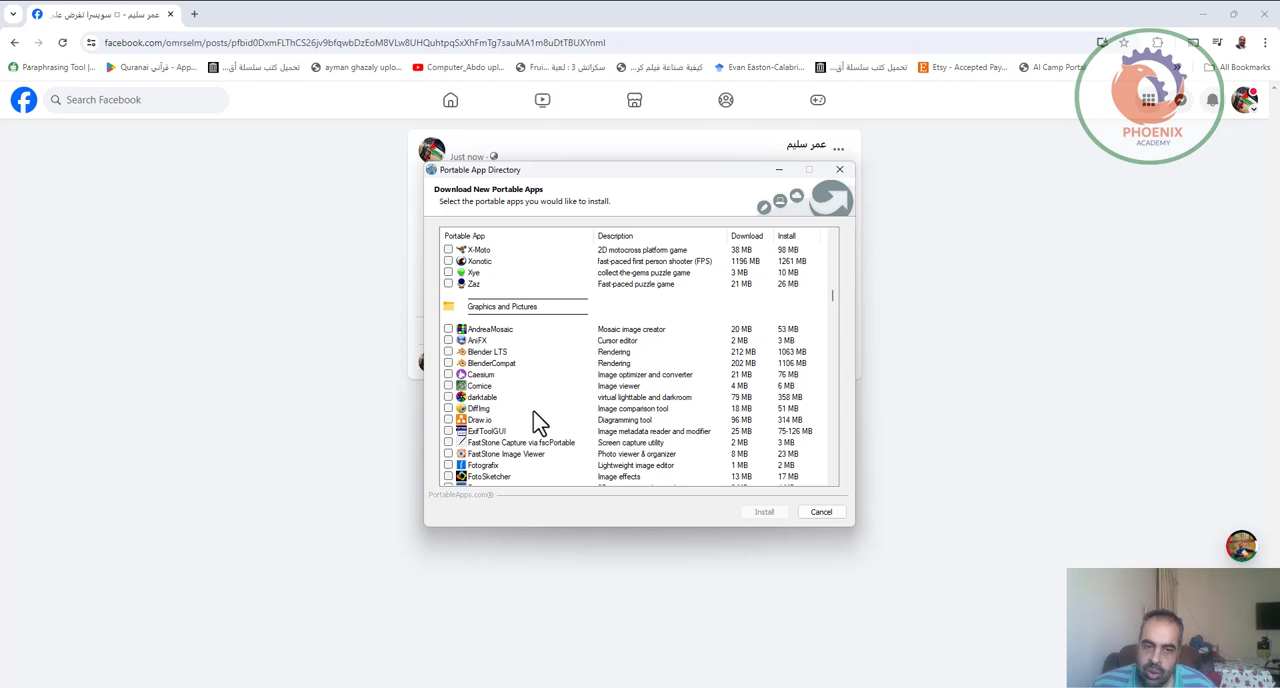 عمر سليم - □ سويسرا تفرض على
facebook.com/omrselm/posts/
Paraphrasing Tool |...
Quranai - قرآني - App...
تحميل كتب سلسلة أق...
ayman ghazaly uplo...
Computer_Abdo upl...
سكراتش 3 : لعبة Frui...
كيفية صناعة فيلم كر...
Evan Easton-Calabri...
تحميل كتب سلسلة أق...
Etsy - Accepted Pay...
AI Camp Portal
All Bookmarks
Search Facebook
PHOENIX
ACADEMY
عمر سليم
Just now
Portable App Directory
Download New Portable Apps
Select the portable apps you would like to install.
Portable App Description Download Install
X-Moto 2D motocross platform game 38 MB 98 MB
Xonotic fast-paced first person shooter (FPS) 1196 MB 1261 MB
Xye collect-the-gems puzzle game 3 MB 10 MB
Zaz Fast-paced puzzle game 21 MB 26 MB
Graphics and Pictures
AndreaMosaic Mosaic image creator 20 MB 53 MB
AniFX Cursor editor 2 MB 3 MB
Blender LTS Rendering 212 MB 1063 MB
BlenderCompat Rendering 202 MB 1106 MB
Caesium Image optimizer and converter 21 MB 76 MB
Cornice Image viewer 4 MB 6 MB
darktable virtual lighttable and darkroom 79 MB 358 MB
DiffImg Image comparison tool 18 MB 51 MB
Draw.io Diagramming tool 96 MB 314 MB
ExifToolGUI Image metadata reader and modifier 25 MB 75-126 MB
FastStone Capture via fscPortable Screen capture utility 2 MB 3 MB
FastStone Image Viewer Photo viewer & organizer 8 MB 23 MB
Fotografix Lightweight image editor 1 MB 2 MB
FotoSketcher Image effects 13 MB 17 MB
PortableApps.com®
Install Cancel